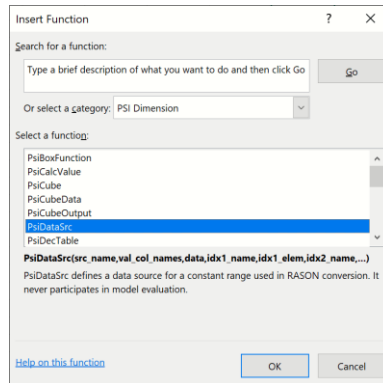 Insert Function ? ×
Search for a function:
Type a brief description of what you want to do and then click Go
Go
Or select a category: PSI Dimension
Select a function:
PsiBoxFunction
PsiCalcValue
PsiCube
PsiCubeData
PsiCubeOutput
PsiDataSrc
PsiDecTable
PsiDataSrc(src_name,val_col_names,data,idx1_name,idx1_elem,idx2_name,...)
PsiDataSrc defines a data source for a constant range used in RASON conversion. It
never participates in model evaluation.
Help on this function
OK Cancel